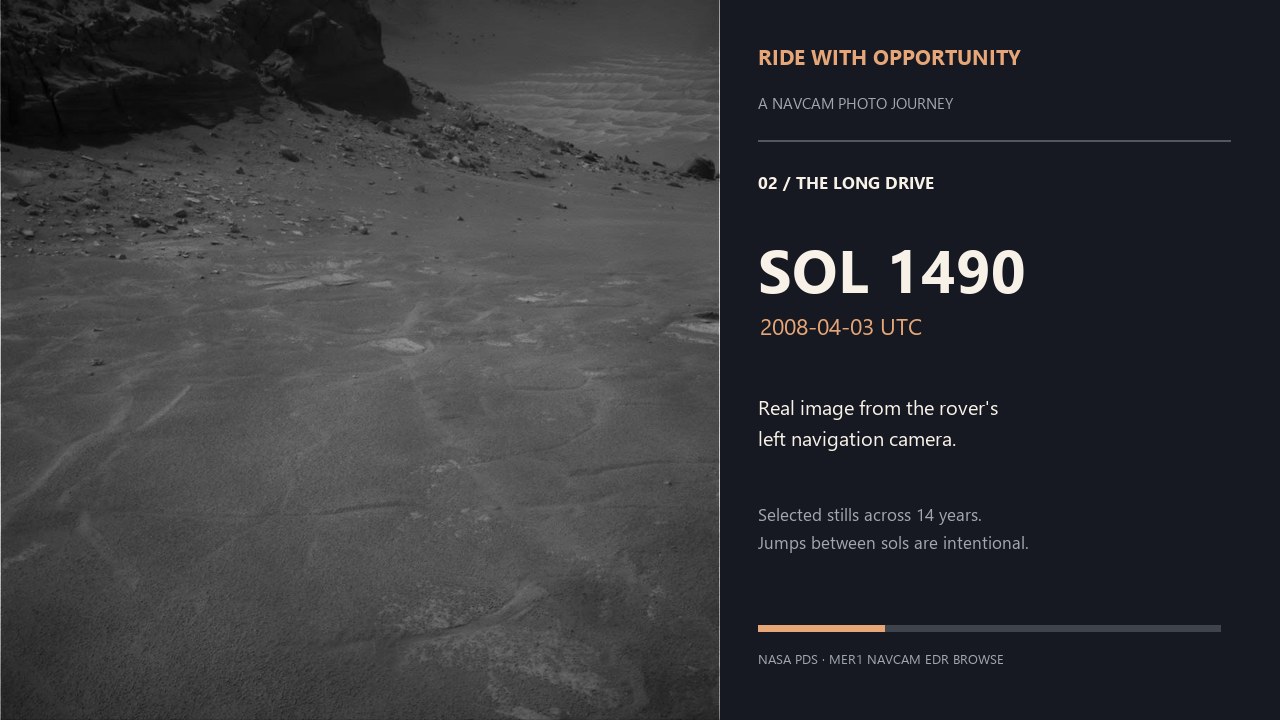 RIDE WITH OPPORTUNITY
A NAVCAM PHOTO JOURNEY
02 / THE LONG DRIVE
SOL 1490
2008-04-03 UTC
Real image from the rover's
left navigation camera.
Selected stills across 14 years.
Jumps between sols are intentional.
NASA PDS · MER1 NAVCAM EDR BROWSE